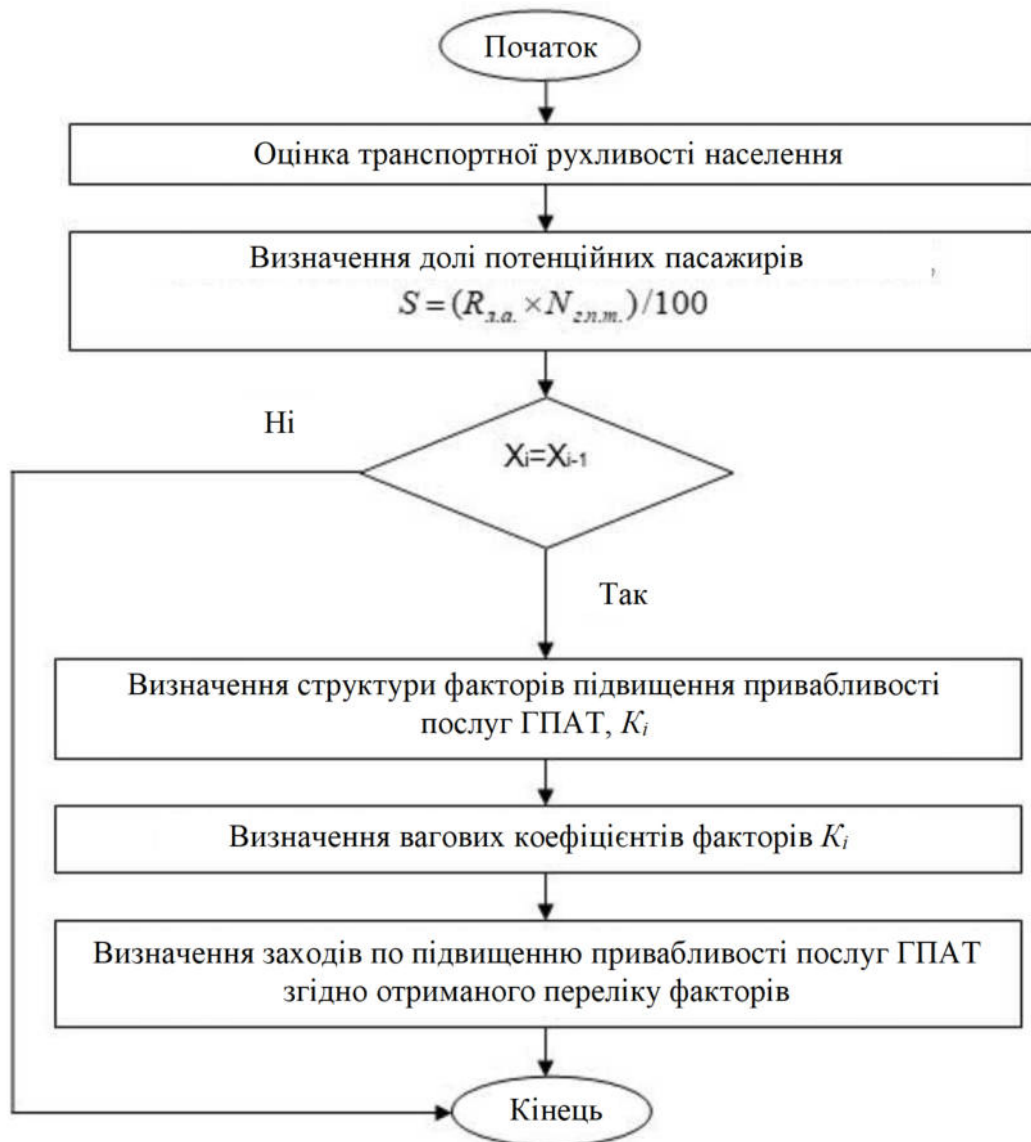 Початок
Оцінка транспортної рухливості населення
Визначення долі потенційних пасажирів ,
S = (R л.а. × N г.п.т. )/100
Ні
Xi=Xi-1
Так
Визначення структури факторів підвищення привабливості
послуг ГПАТ, Ki
Визначення вагових коефіцієнтів факторів Ki
Визначення заходів по підвищенню привабливості послуг ГПАТ
згідно отриманого переліку факторів
Кінець